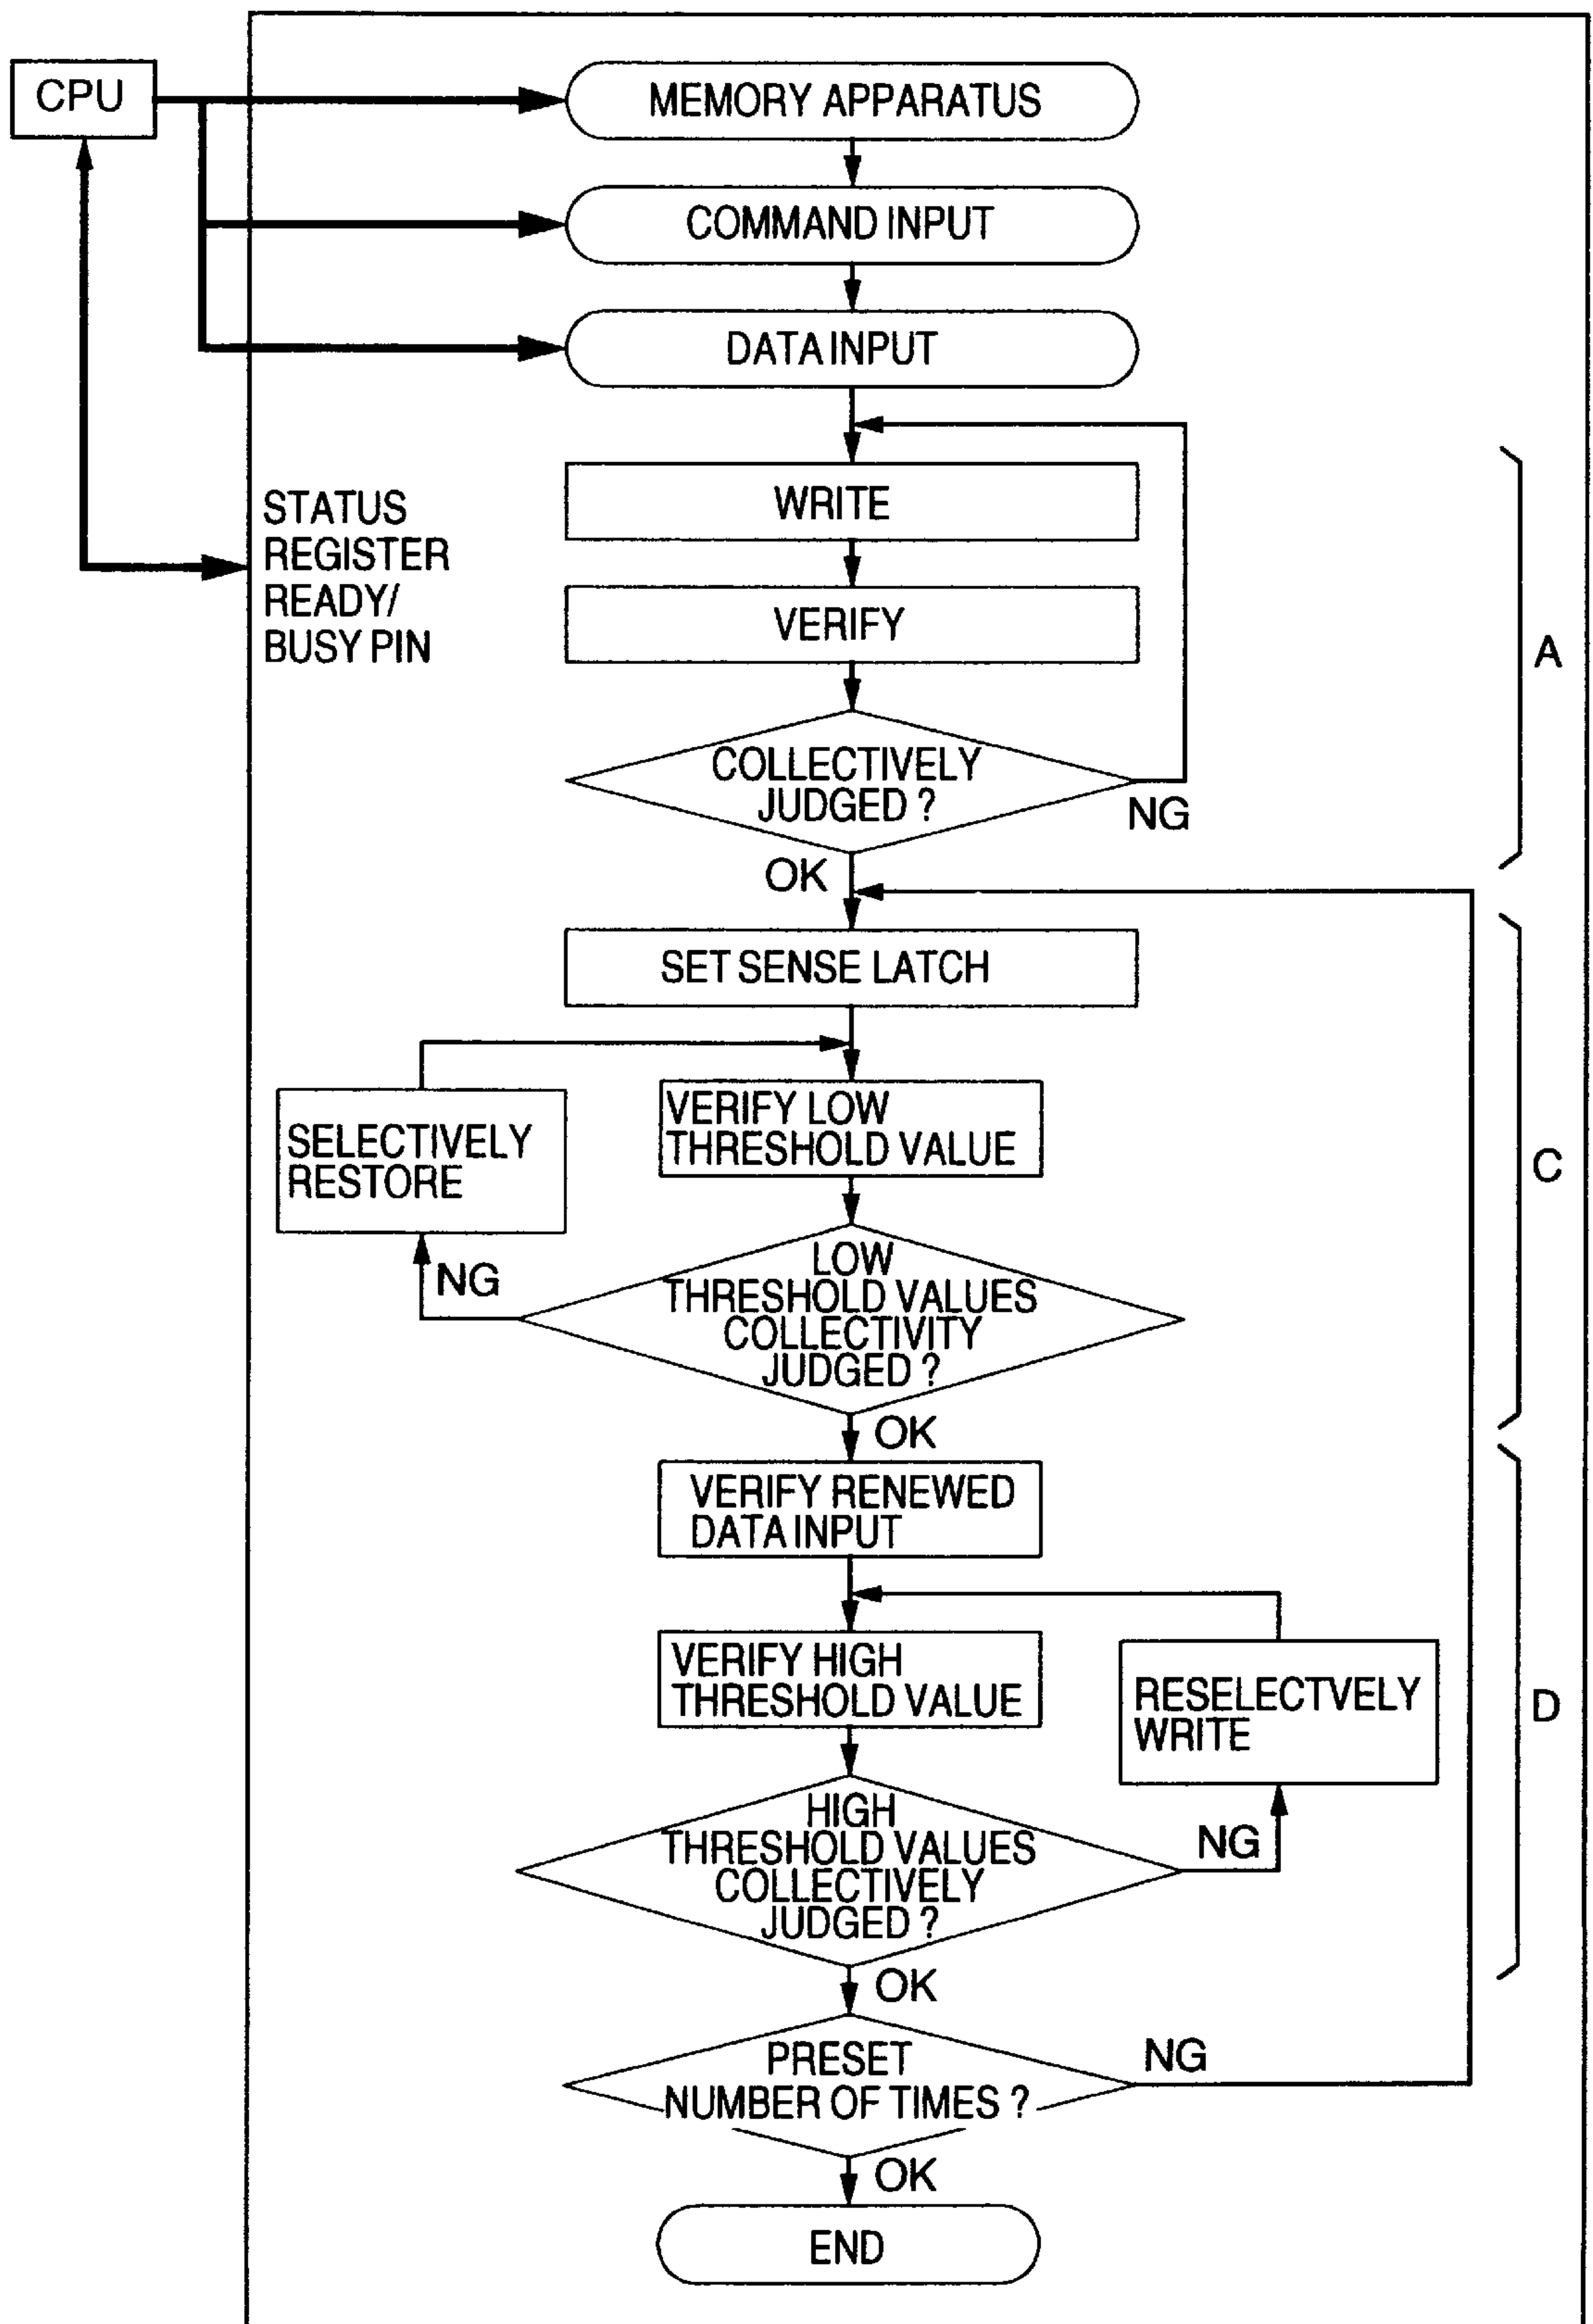 CPU
MEMORY APPARATUS
COMMAND INPUT
DATA INPUT
STATUS
REGISTER
READY/
BUSY PIN
WRITE
VERIFY
A
COLLECTIVELY
JUDGED ?
NG
OK
SET SENSE LATCH
SELECTIVELY
RESTORE
VERIFY LOW
THRESHOLD VALUE
C
NG
LOW
THRESHOLD VALUES
COLLECTIVITY
JUDGED ?
OK
VERIFY RENEWED
DATA INPUT
VERIFY HIGH
THRESHOLD VALUE
RESELECTVELY
WRITE
D
HIGH
THRESHOLD VALUES
COLLECTIVELY
JUDGED ?
NG
OK
PRESET
NUMBER OF TIMES ?
NG
OK
END